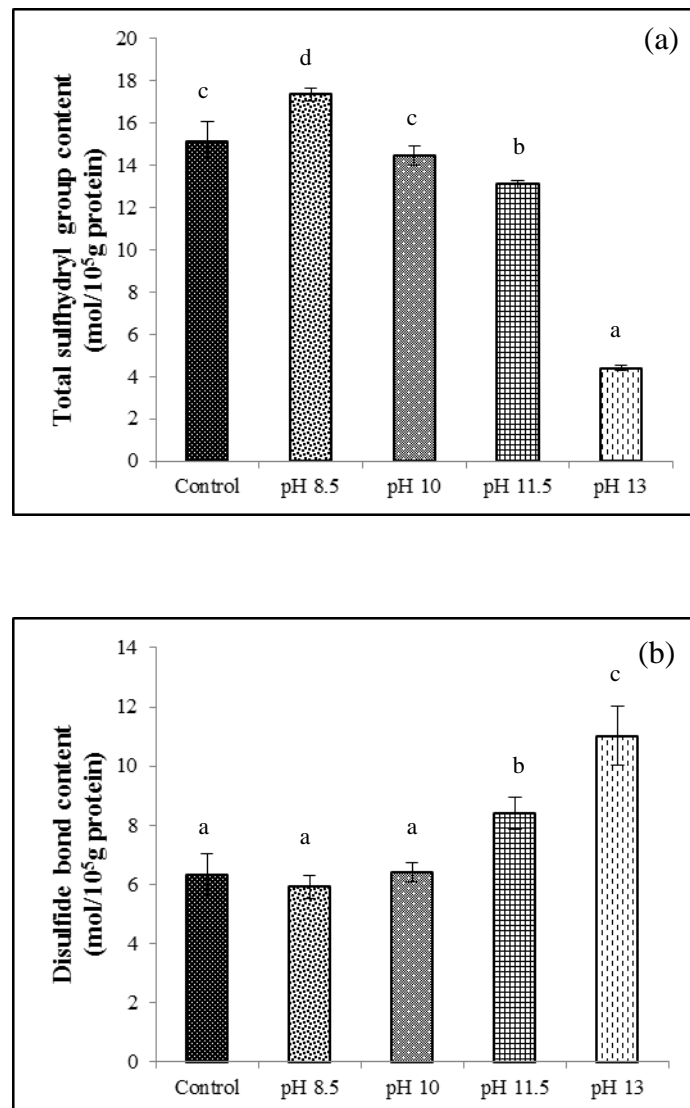 (a)
Total sulfhydryl group content
(mol/10⁵g protein)
20
18
16
14
12
10
8
6
4
2
0
c
d
c
b
a
Control pH 8.5 pH 10 pH 11.5 pH 13
(b)
Disulfide bond content
(mol/10⁵g protein)
14
12
10
8
6
4
2
0
a
a
a
b
c
Control pH 8.5 pH 10 pH 11.5 pH 13